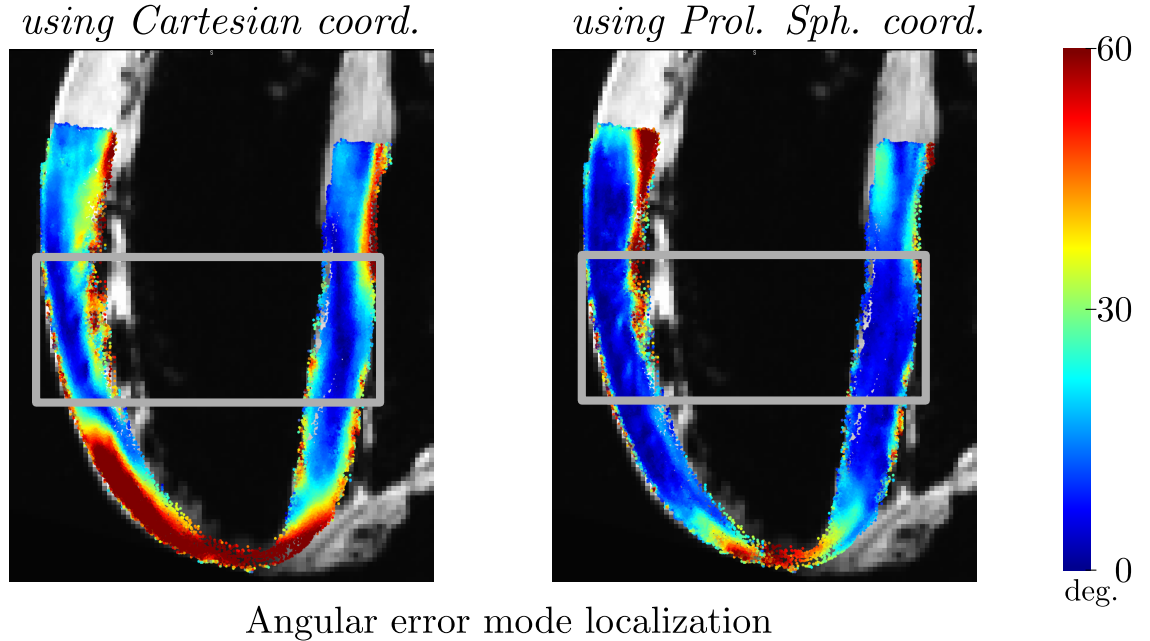 using Cartesian coord.
using Prol. Sph. coord.
s
s
60
30
0
deg.
Angular error mode localization